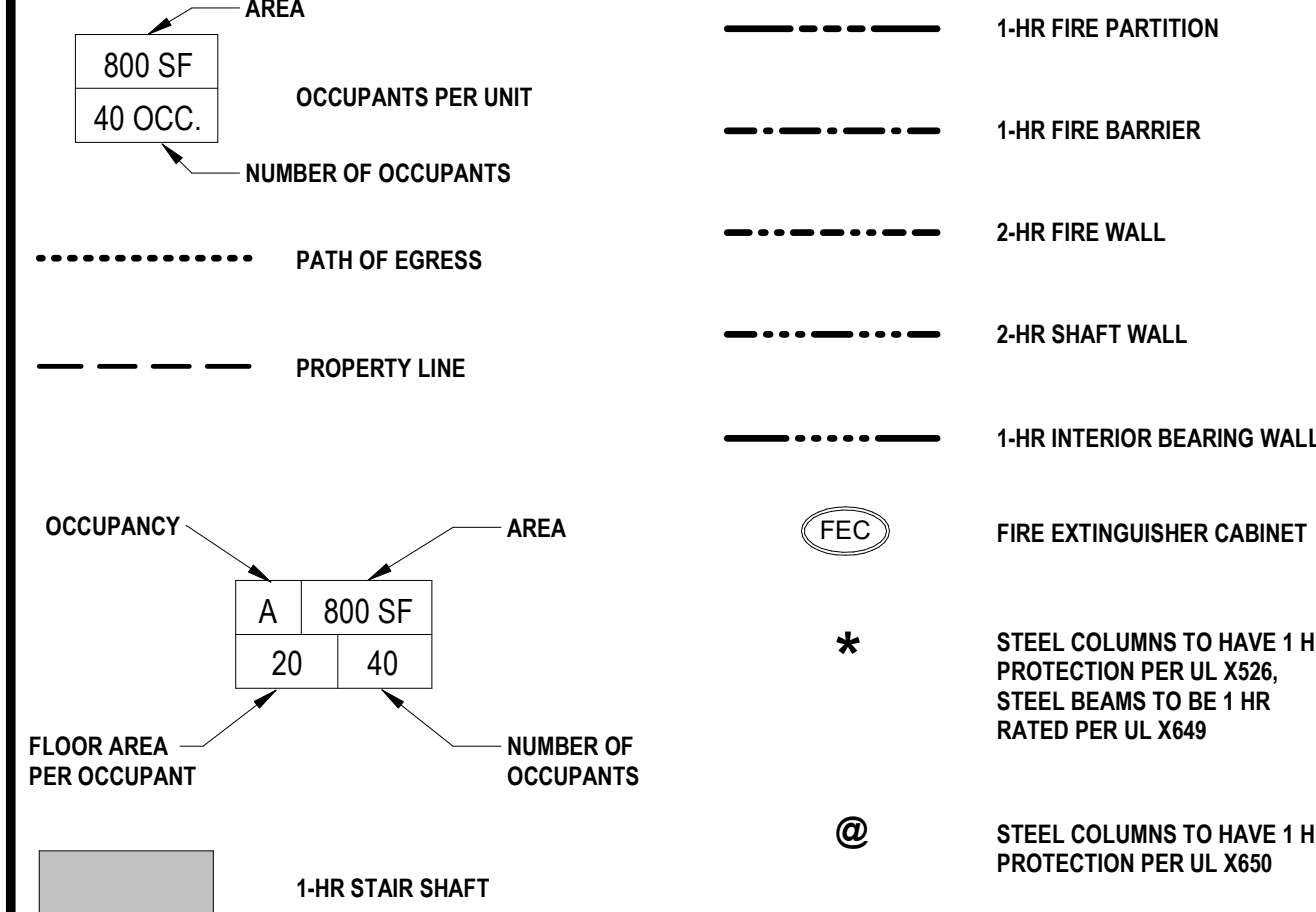 AREA
800 SF
40 OCC.
OCCUPANTS PER UNIT
NUMBER OF OCCUPANTS
PATH OF EGRESS
PROPERTY LINE
OCCUPANCY
AREA
A
800 SF
20
40
FLOOR AREA
PER OCCUPANT
NUMBER OF
OCCUPANTS
1-HR STAIR SHAFT
1-HR FIRE PARTITION
1-HR FIRE BARRIER
2-HR FIRE WALL
2-HR SHAFT WALL
1-HR INTERIOR BEARING WALL
FEC
FIRE EXTINGUISHER CABINET
*
STEEL COLUMNS TO HAVE 1 H
PROTECTION PER UL X526,
STEEL BEAMS TO BE 1 HR
RATED PER UL X649
@
STEEL COLUMNS TO HAVE 1 H
PROTECTION PER UL X650